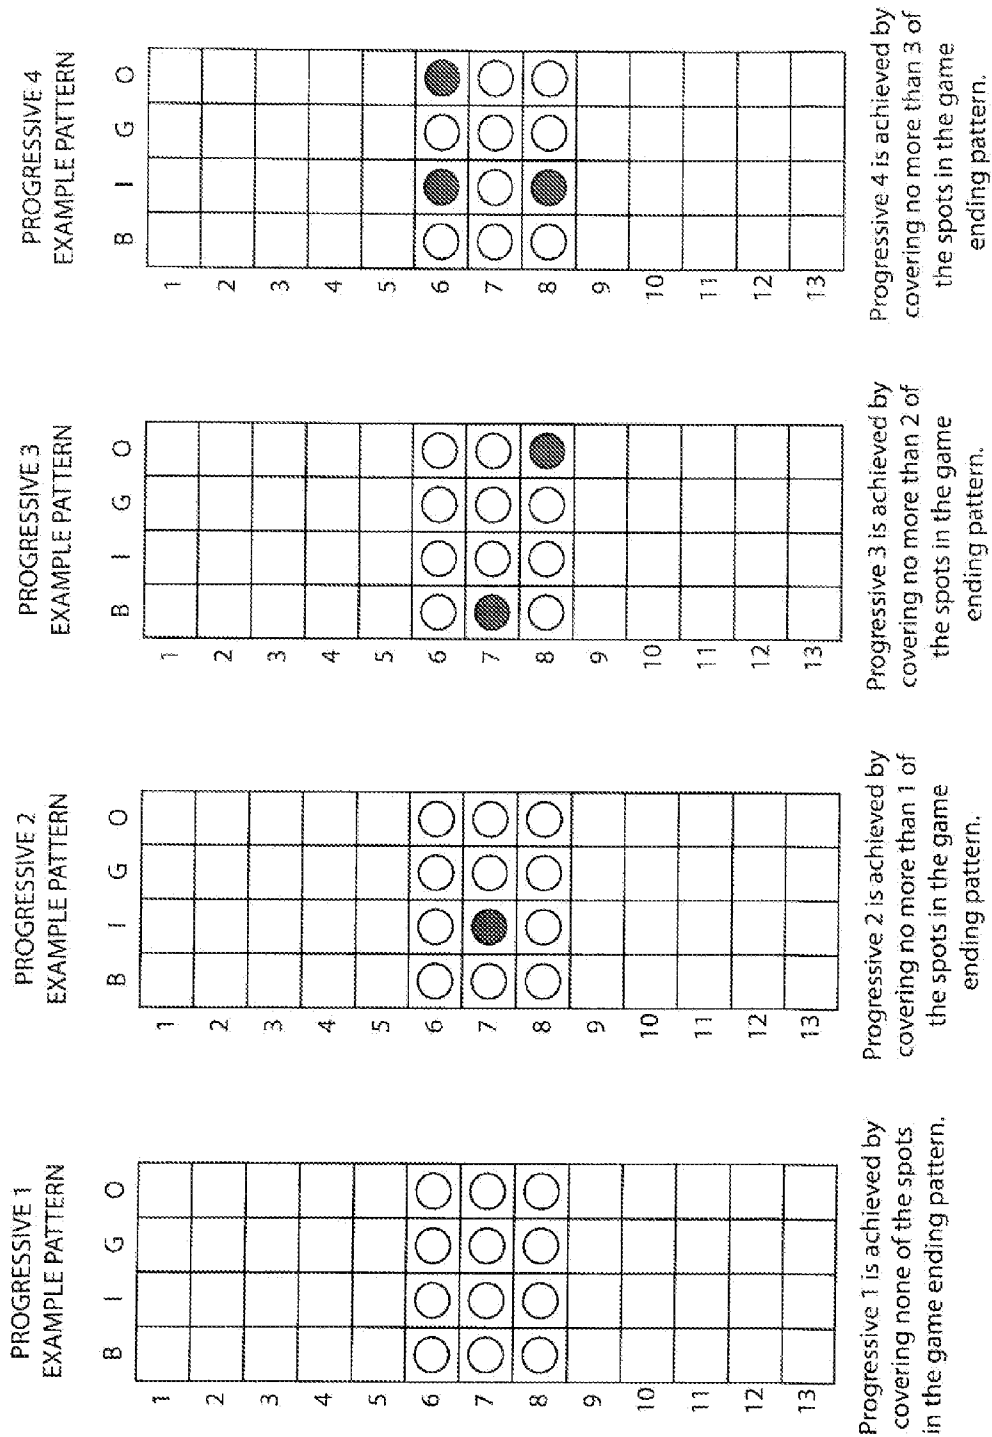 PROGRESSIVE 1
EXAMPLE PATTERN
B I G O
1
2
3
4
5
6
7
8
9
10
11
12
13
Progressive 1 is achieved by
covering none of the spots
in the game ending pattern.
PROGRESSIVE 2
EXAMPLE PATTERN
B I G O
1
2
3
4
5
6
7
8
9
10
11
12
13
Progressive 2 is achieved by
covering no more than 1 of
the spots in the game
ending pattern.
PROGRESSIVE 3
EXAMPLE PATTERN
B I G O
1
2
3
4
5
6
7
8
9
10
11
12
13
Progressive 3 is achieved by
covering no more than 2 of
the spots in the game
ending pattern.
PROGRESSIVE 4
EXAMPLE PATTERN
B I G O
1
2
3
4
5
6
7
8
9
10
11
12
13
Progressive 4 is achieved by
covering no more than 3 of
the spots in the game
ending pattern.